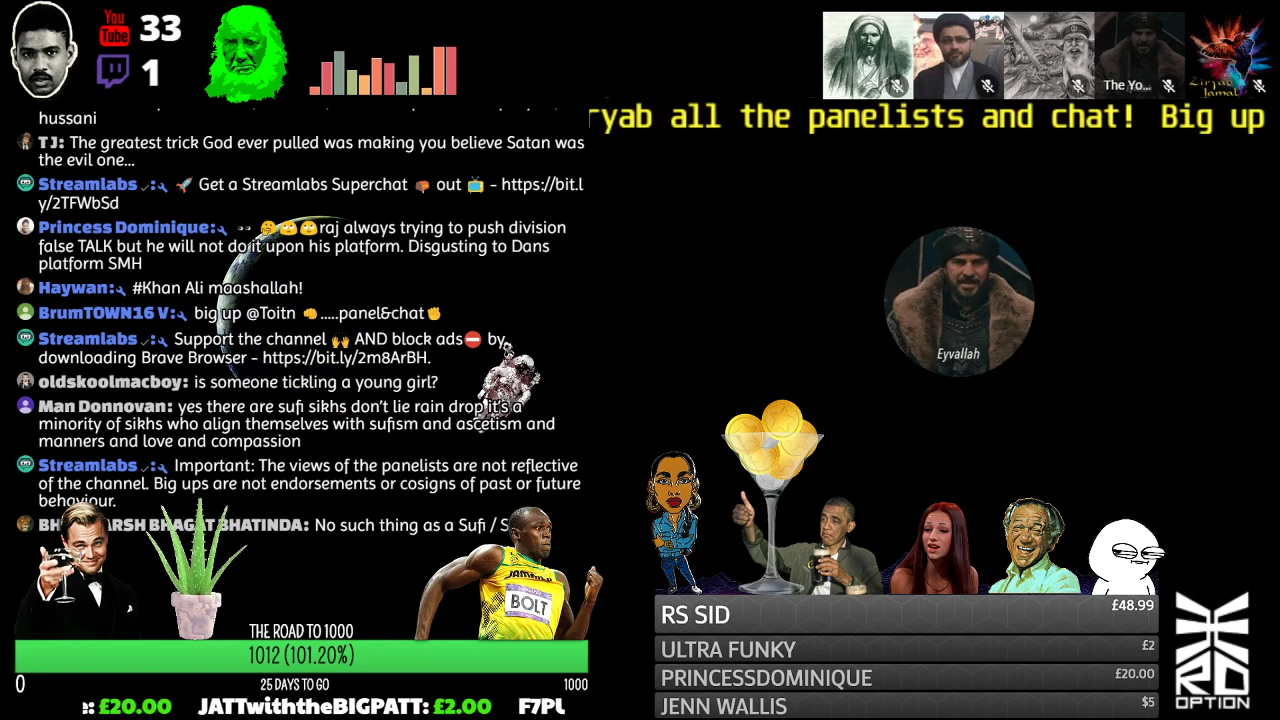 You
Tube 33
1
The Yo...
Ziryab
Jamal
ryab all the panelists and chat! Big up
hussani
TJ: The greatest trick God ever pulled was making you believe Satan was
the evil one...
Streamlabs ✓:🔧 🚀 Get a Streamlabs Superchat 📮 out 📺 - https://bit.l
y/2TFWbSd
Princess Dominique:🔧 👀 🤭🙄🙄raj always trying to push division
false TALK but he will not do it upon his platform. Disgusting to Dans
platform SMH
Haywan:🔧 #Khan Ali maashallah!
BrumTOWN16 V:🔧 big up @Toitn 👊.....panel&chat✊
Streamlabs ✓:🔧 Support the channel 🙌 AND block ads⛔ by
downloading Brave Browser - https://bit.ly/2m8ArBH.
oldskoolmacboy: is someone tickling a young girl?
Man Donnovan: yes there are sufi sikhs don't lie rain drop it's a
minority of sikhs who align themselves with sufism and ascetism and
manners and love and compassion
Streamlabs ✓:🔧 Important: The views of the panelists are not reflective
of the channel. Big ups are not endorsements or cosigns of past or future
behaviour.
BHAGAT BHATINDA: No such thing as a Sufi / S
Eyvallah
JAMAICA
BOLT
THE ROAD TO 1000
1012 (101.20%)
0 25 DAYS TO GO 1000
: £20.00 JATTwiththeBIGPATT: £2.00 F7PL
RS SID £48.99
ULTRA FUNKY £2
PRINCESSDOMINIQUE £20.00
JENN WALLIS $5
OPTION